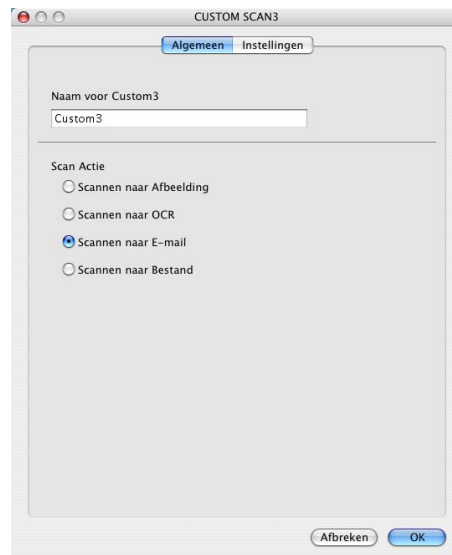 CUSTOM SCAN3
Algemeen Instellingen
Naam voor Custom3
Custom3
Scan Actie
Scannen naar Afbeelding
Scannen naar OCR
Scannen naar E-mail
Scannen naar Bestand
Afbreken OK